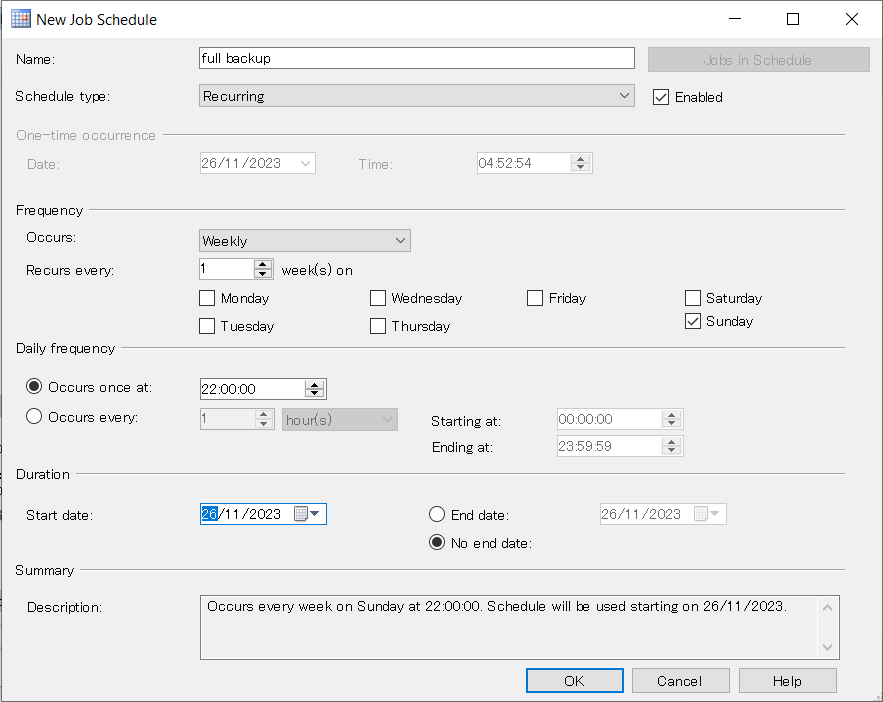 New Job Schedule
Name: full backup Jobs in Schedule
Schedule type: Recurring Enabled
One-time occurrence
Date: 26/11/2023 Time: 04:52:54
Frequency
Occurs: Weekly
Recurs every: 1 week(s) on
Monday Wednesday Friday Saturday
Tuesday Thursday Sunday
Daily frequency
Occurs once at: 22:00:00
Occurs every: 1 hour(s) Starting at: 00:00:00
Ending at: 23:59:59
Duration
Start date: 26/11/2023 End date: 26/11/2023
No end date:
Summary
Description: Occurs every week on Sunday at 22:00:00. Schedule will be used starting on 26/11/2023.
OK Cancel Help